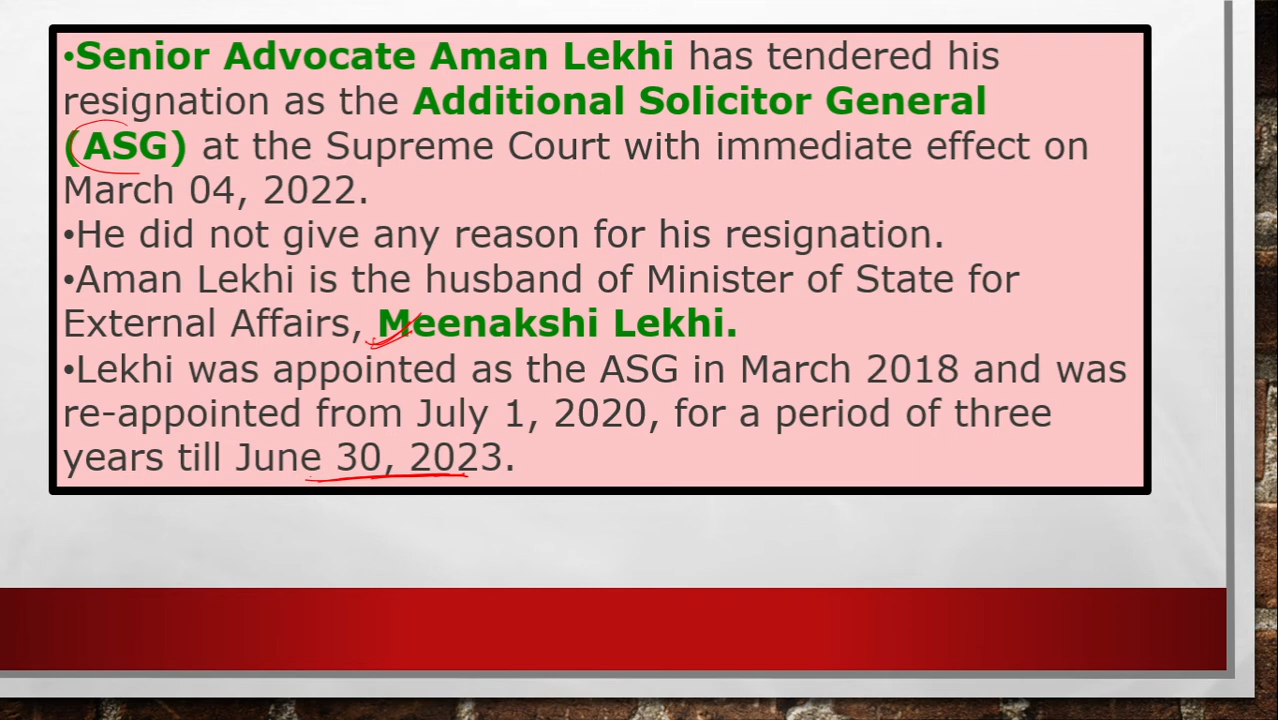 •Senior Advocate Aman Lekhi has tendered his
resignation as the Additional Solicitor General
(ASG) at the Supreme Court with immediate effect on
March 04, 2022.
•He did not give any reason for his resignation.
•Aman Lekhi is the husband of Minister of State for
External Affairs, Meenakshi Lekhi.
•Lekhi was appointed as the ASG in March 2018 and was
re-appointed from July 1, 2020, for a period of three
years till June 30, 2023.